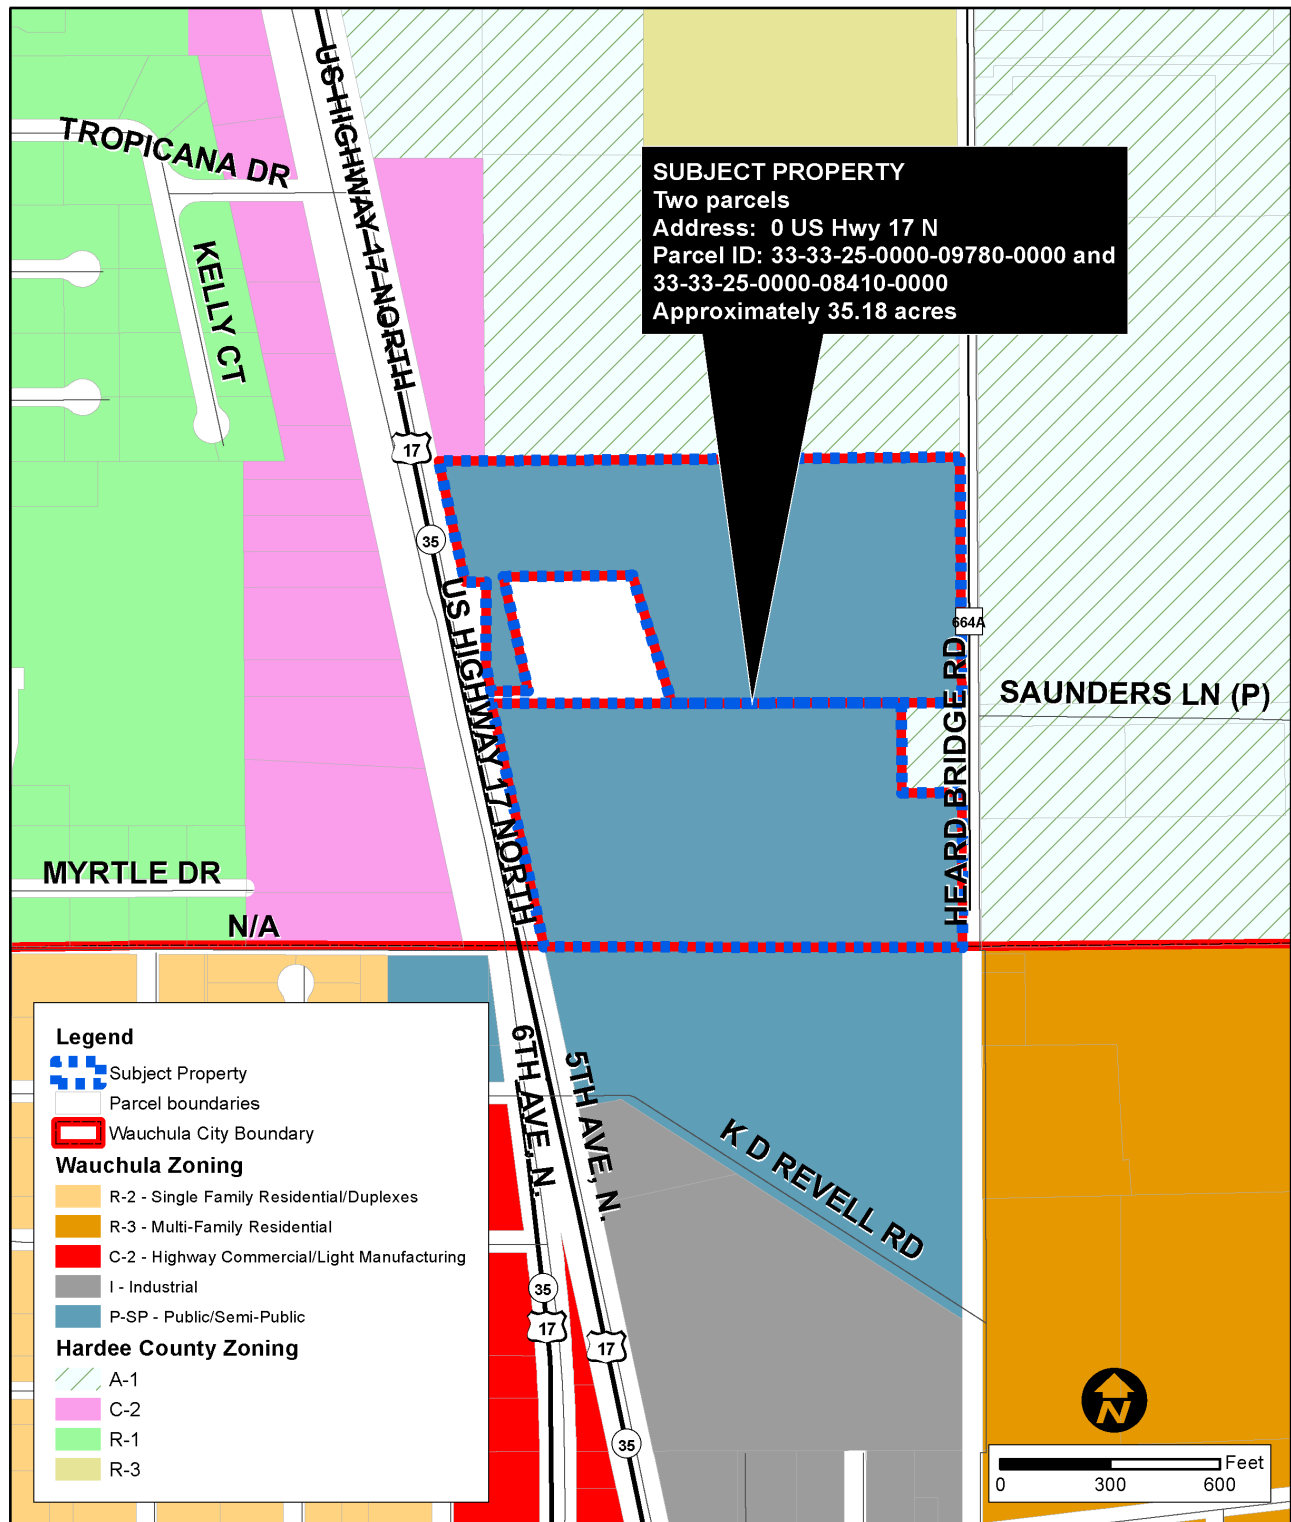 US HIGHWAY 17 NORTH
TROPICANA DR
KELLY CT
SUBJECT PROPERTY
Two parcels
Address:  0 US Hwy 17 N
Parcel ID: 33-33-25-0000-09780-0000 and
33-33-25-0000-08410-0000
Approximately 35.18 acres
17
35
US HIGHWAY 17 NORTH
664A
HEARD BRIDGE RD
SAUNDERS LN (P)
MYRTLE DR
N/A
6TH AVE, N.
5TH AVE, N.
K D REVELL RD
35
17
17
35
Legend
Subject Property
Parcel boundaries
Wauchula City Boundary
Wauchula Zoning
R-2 - Single Family Residential/Duplexes
R-3 - Multi-Family Residential
C-2 - Highway Commercial/Light Manufacturing
I - Industrial
P-SP - Public/Semi-Public
Hardee County Zoning
A-1
C-2
R-1
R-3
N
Feet
0 300 600